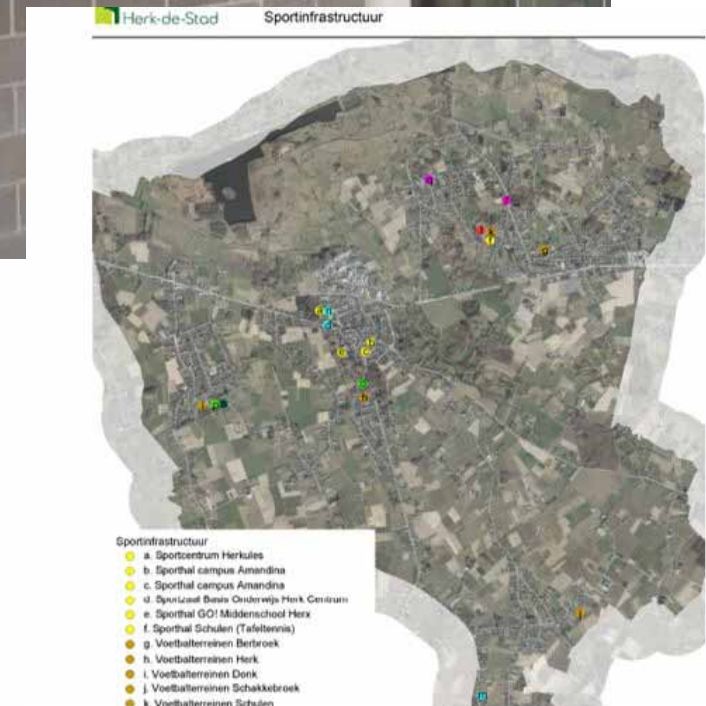 Herk-de-Stad Sportinfrastructuur
Sportinfrastructuur
a. Sportcentrum Herkules
b. Sporthal campus Amandina
c. Sporthal campus Amandina
d. Sportzaal Basis Onderwijs Herk Centrum
e. Sporthal GO! Middenschool Herx
f. Sporthal Schulen (Tafeltennis)
g. Voetbalterreinen Berbroek
h. Voetbalterreinen Herk
i. Voetbalterreinen Donk
j. Voetbalterreinen Schakkebroek
k. Voetbalterreinen Schulen